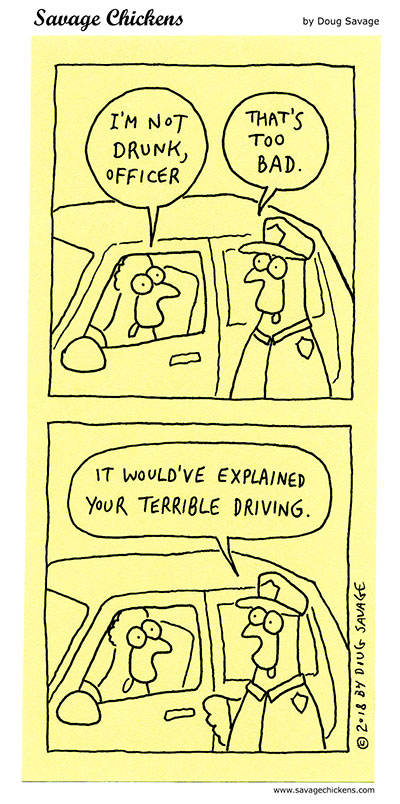 Savage Chickens
by Doug Savage
I'M NOT
DRUNK,
OFFICER
THAT'S
TOO
BAD.
IT WOULD'VE EXPLAINED
YOUR TERRIBLE DRIVING.
© 2018 BY DOUG SAVAGE
www.savagechickens.com